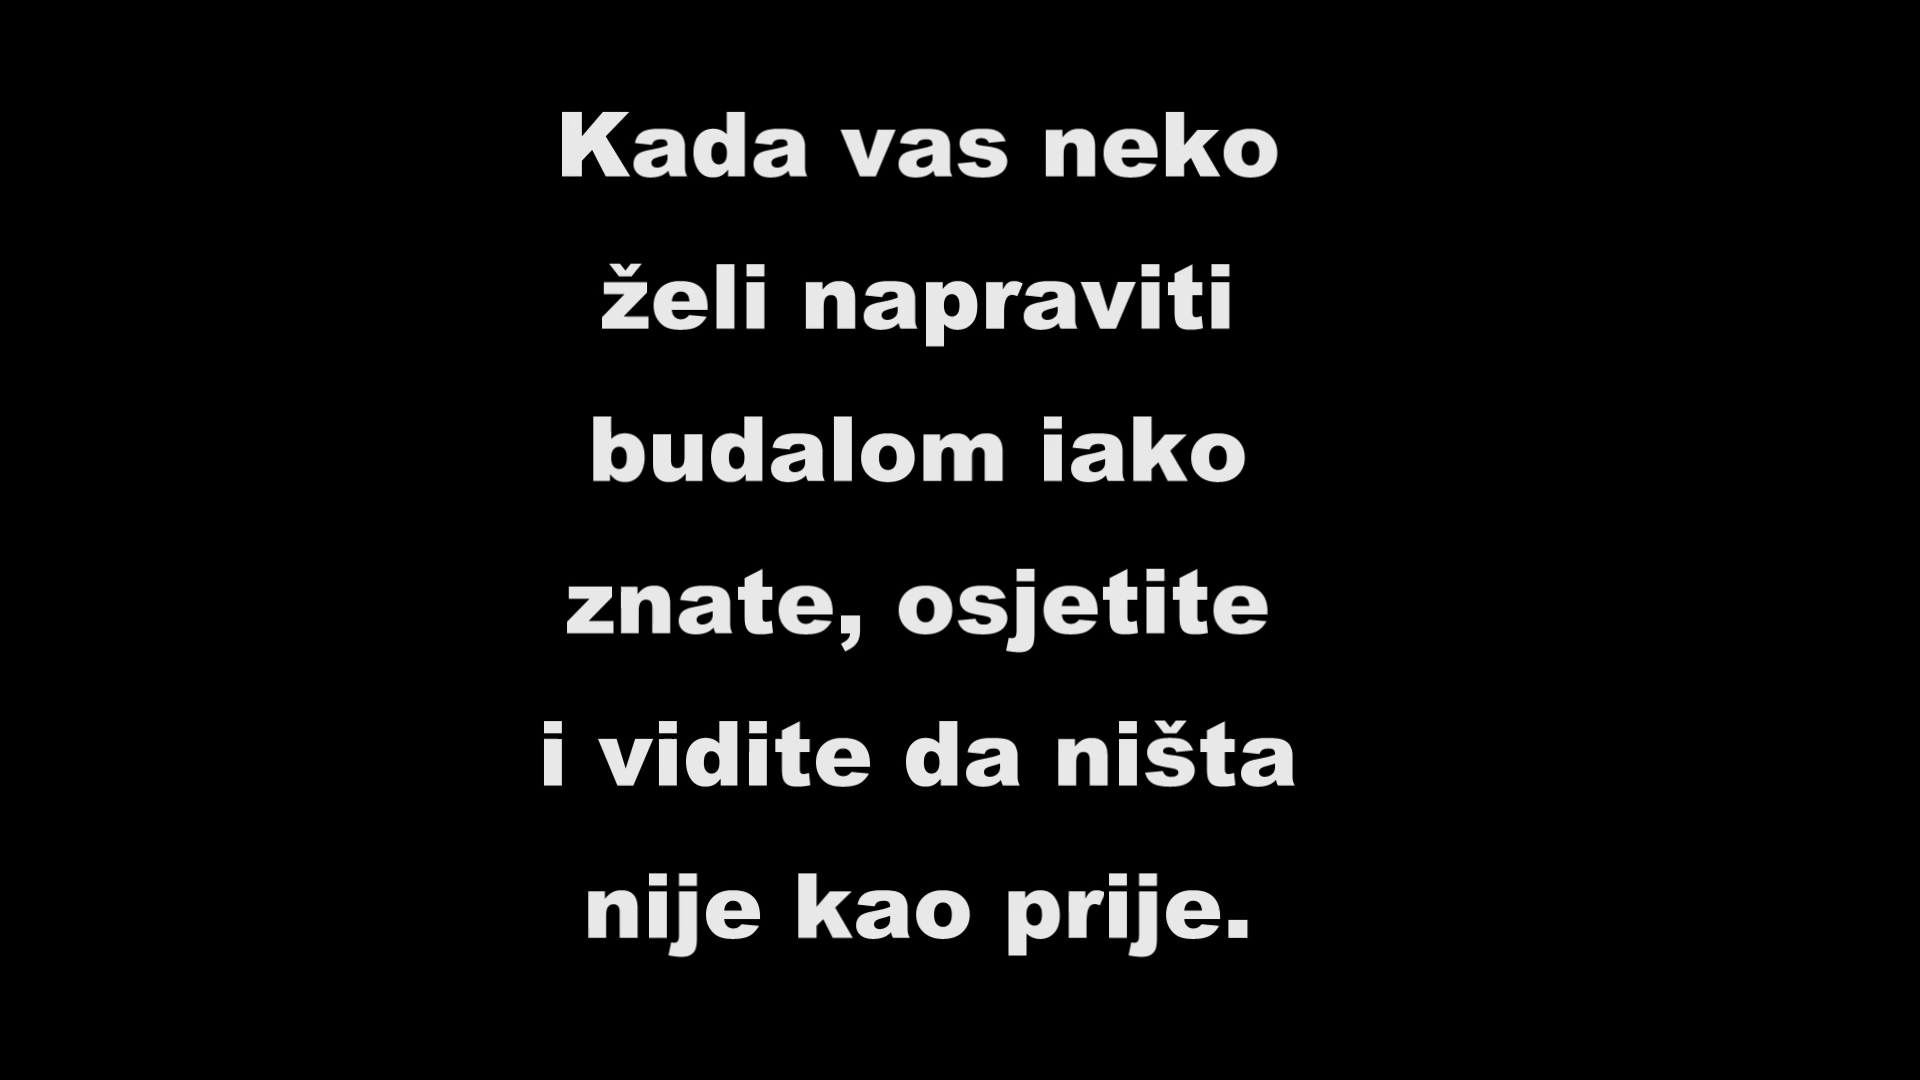 Kada vas neko
želi napraviti
budalom iako
znate, osjetite
i vidite da ništa
nije kao prije.